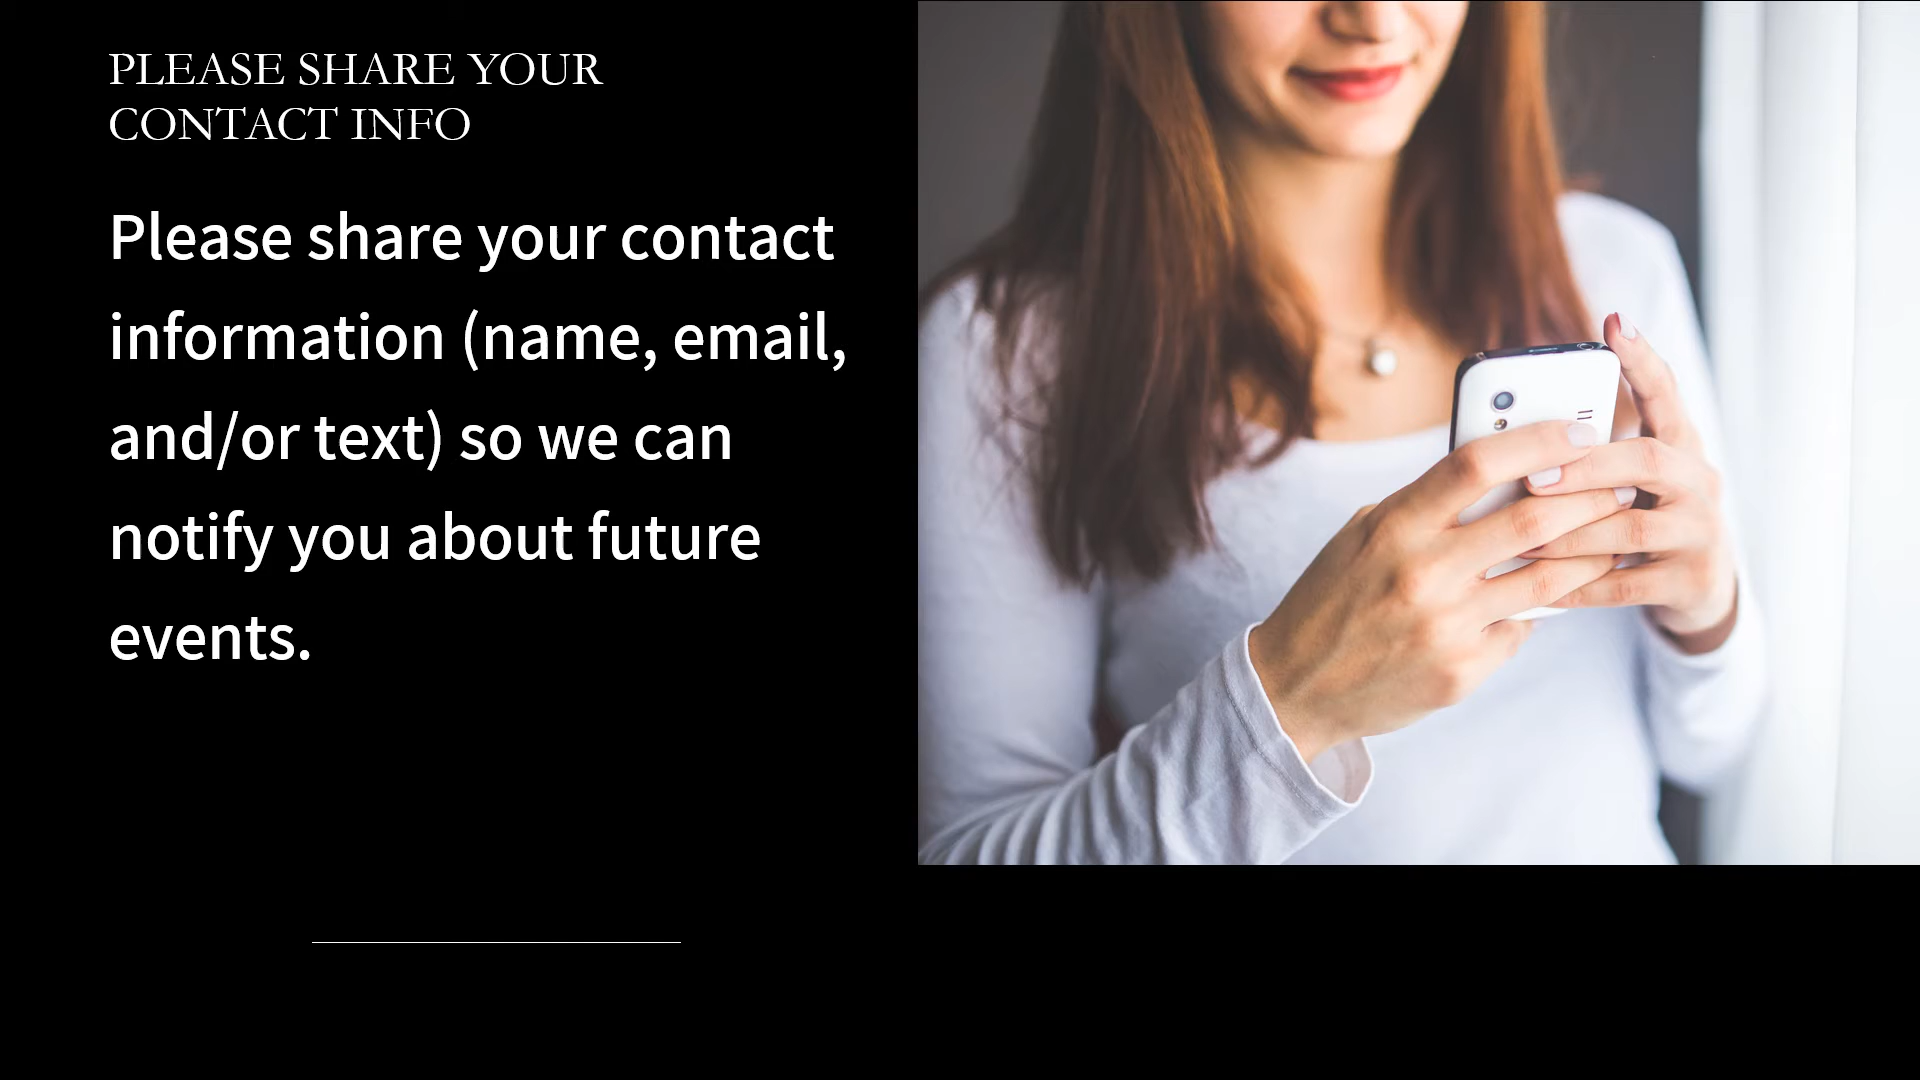 PLEASE SHARE YOUR
CONTACT INFO
Please share your contact
information (name, email,
and/or text) so we can
notify you about future
events.